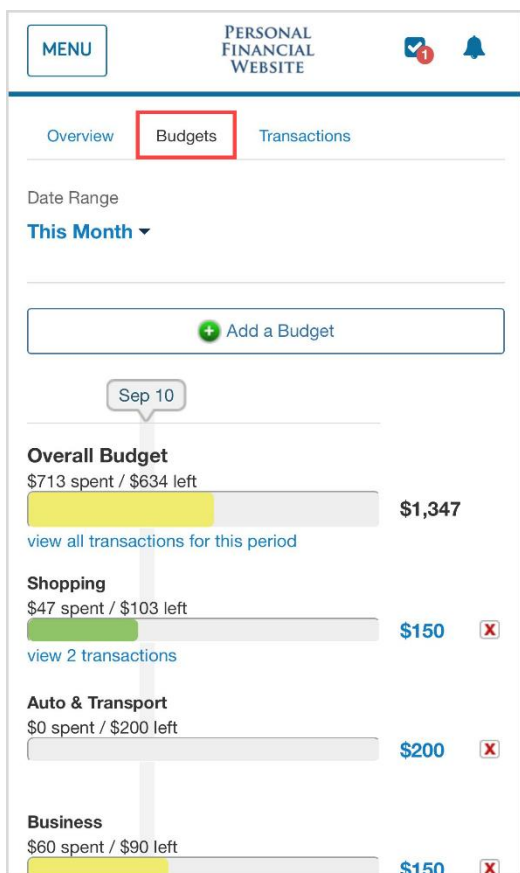 MENU
PERSONAL
FINANCIAL
WEBSITE
1
Overview Budgets Transactions
Date Range
This Month
Add a Budget
Sep 10
Overall Budget
$713 spent / $634 left
$1,347
view all transactions for this period
Shopping
$47 spent / $103 left
$150 X
view 2 transactions
Auto & Transport
$0 spent / $200 left
$200 X
Business
$60 spent / $90 left
$150 X